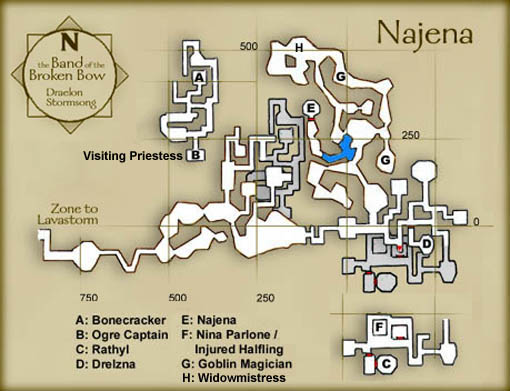 N
the Band of the
Broken Bow
Draelon
Stormsong
Najena
500
H
G
A
E
250
Visiting Priestess
B
G
Zone to
Lavastorm
0
D
750
500
250
A: Bonecracker
B: Ogre Captain
C: Rathyl
D: Drelzna
E: Najena
F: Nina Parlone /
Injured Halfling
G: Goblin Magician
H: Widowmistress
F
C